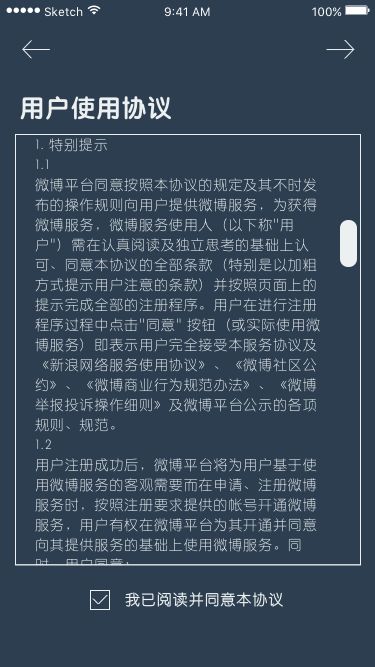 Sketch
9:41 AM
100%
用户使用协议
1. 特别提示
1.1
微博平台同意按照本协议的规定及其不时发
布的操作规则向用户提供微博服务，为获得
微博服务，微博服务使用人（以下称"用
户"）需在认真阅读及独立思考的基础上认
可、同意本协议的全部条款（特别是以加粗
方式提示用户注意的条款）并按照页面上的
提示完成全部的注册程序。用户在进行注册
程序过程中点击"同意" 按钮（或实际使用微
博服务）即表示用户完全接受本服务协议及
《新浪网络服务使用协议》、《微博社区公
约》、《微博商业行为规范办法》、《微博
举报投诉操作细则》及微博平台公示的各项
规则、规范。
1.2
用户注册成功后，微博平台将为用户基于使
用微博服务的客观需要而在申请、注册微博
服务时，按照注册要求提供的帐号开通微博
服务，用户有权在微博平台为其开通并同意
向其提供服务的基础上使用微博服务。同
时，用户同意：
我已阅读并同意本协议